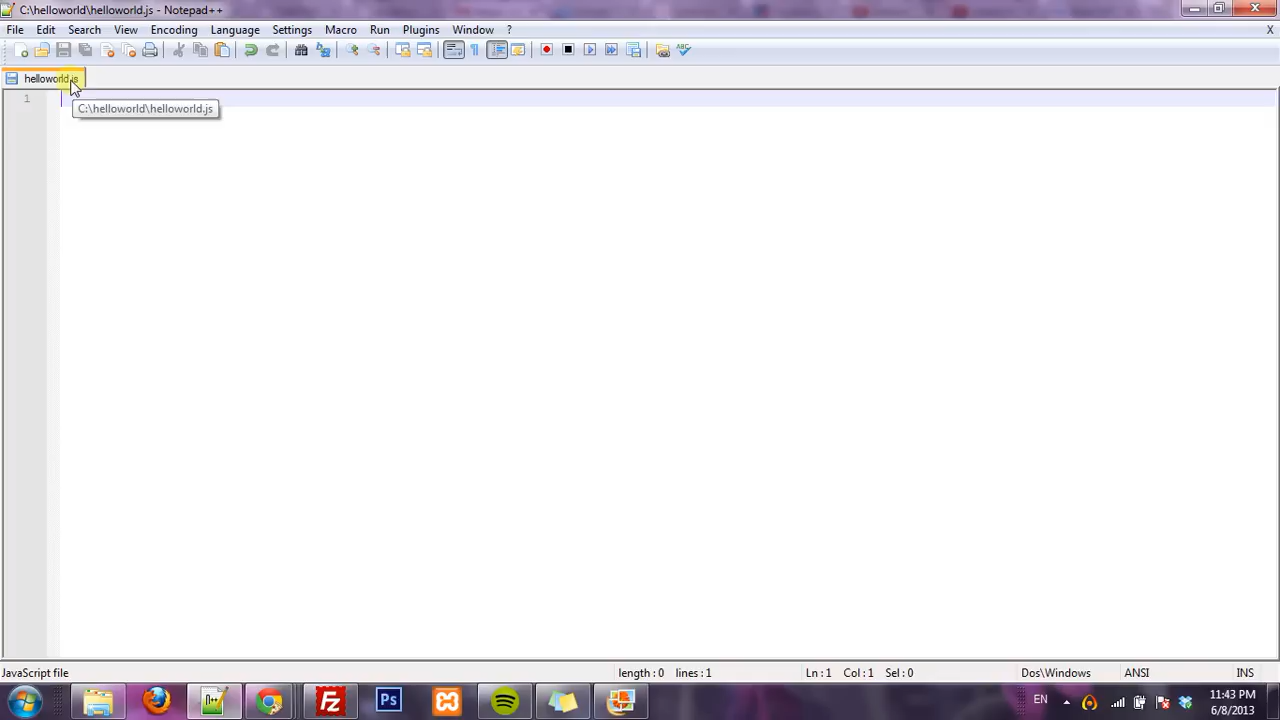 C:\helloworld\helloworld.js - Notepad++
File Edit Search View Encoding Language Settings Macro Run Plugins Window ? X
helloworld.js
1
C:\helloworld\helloworld.js
JavaScript file length : 0 lines : 1 Ln : 1 Col : 1 Sel : 0 Dos\Windows ANSI INS
EN 11:43 PM
6/8/2013